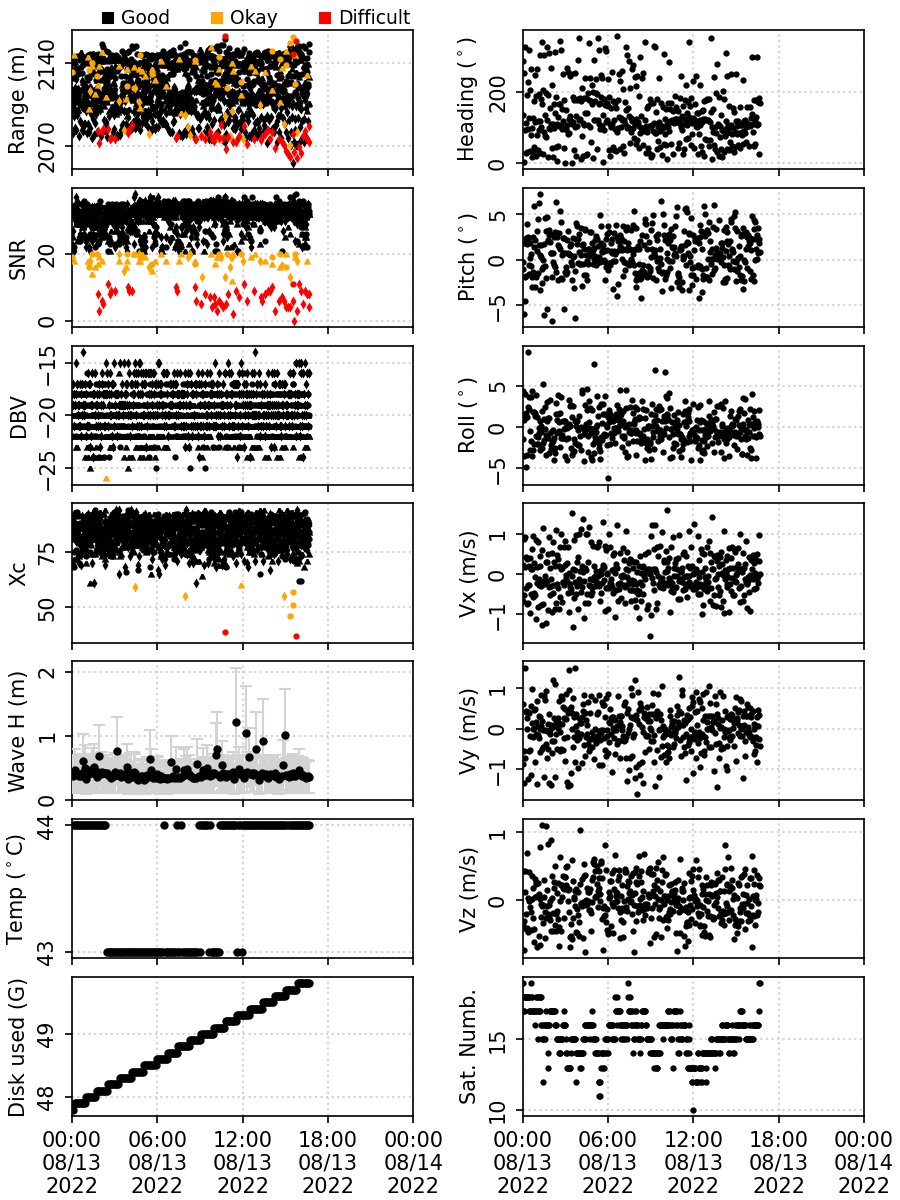 Good Okay Difficult
Range (m)
2140
2070
Heading (°)
200
0
SNR
20
0
Pitch (°)
5
0
−5
DBV
−15
−20
−25
Roll (°)
5
0
−5
Xc
75
50
Vx (m/s)
1
0
−1
Wave H (m)
2
1
0
Vy (m/s)
1
0
−1
Temp (°C)
44
43
Vz (m/s)
1
0
Disk used (G)
49
48
Sat. Numb.
15
10
00:00 06:00 12:00 18:00 00:00
08/13 08/13 08/13 08/13 08/14
2022 2022 2022 2022 2022
00:00 06:00 12:00 18:00 00:00
08/13 08/13 08/13 08/13 08/14
2022 2022 2022 2022 2022